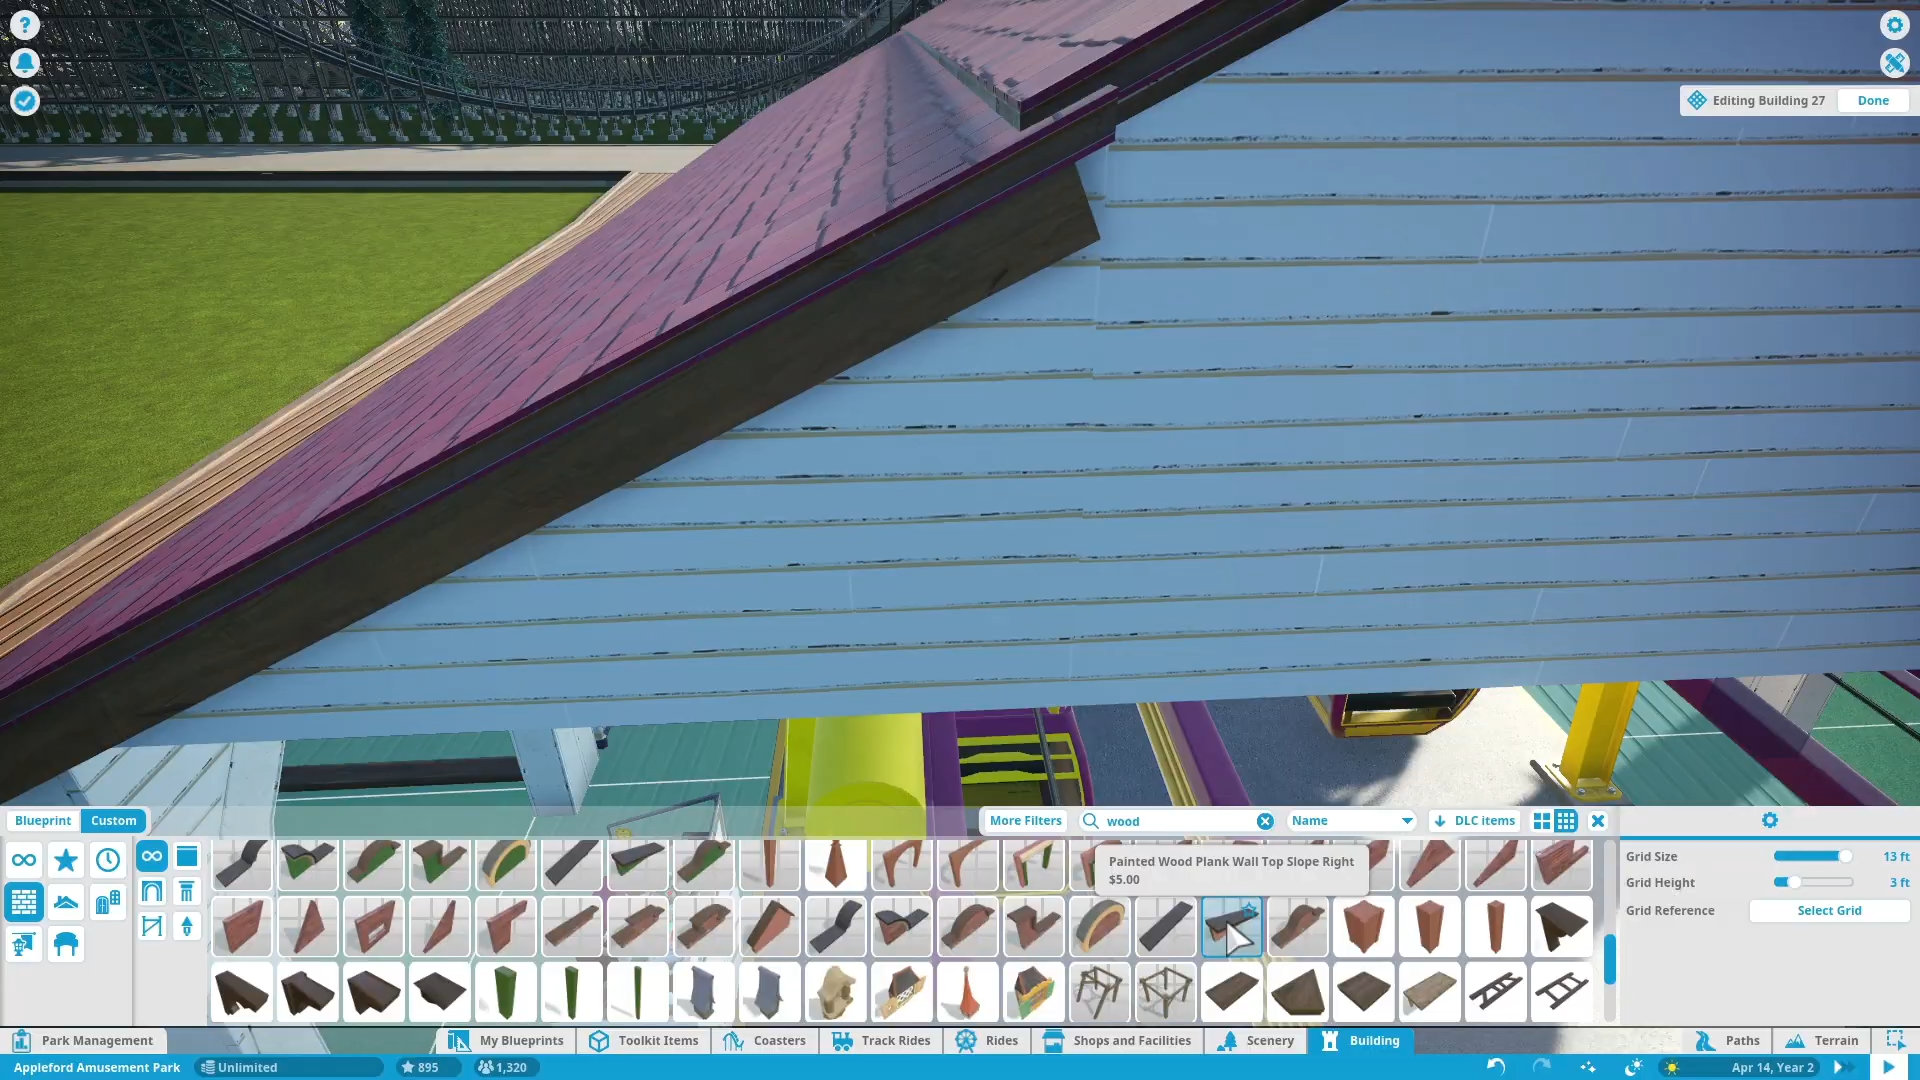 ?
Editing Building 27
Done
Blueprint
Custom
More Filters
wood
Name
DLC items
Painted Wood Plank Wall Top Slope Right
$5.00
Grid Size
13 ft
Grid Height
3 ft
Grid Reference
Select Grid
Park Management
My Blueprints
Toolkit Items
Coasters
Track Rides
Rides
Shops and Facilities
Scenery
Building
Paths
Terrain
Appleford Amusement Park
Unlimited
895
1,320
Apr 14, Year 2